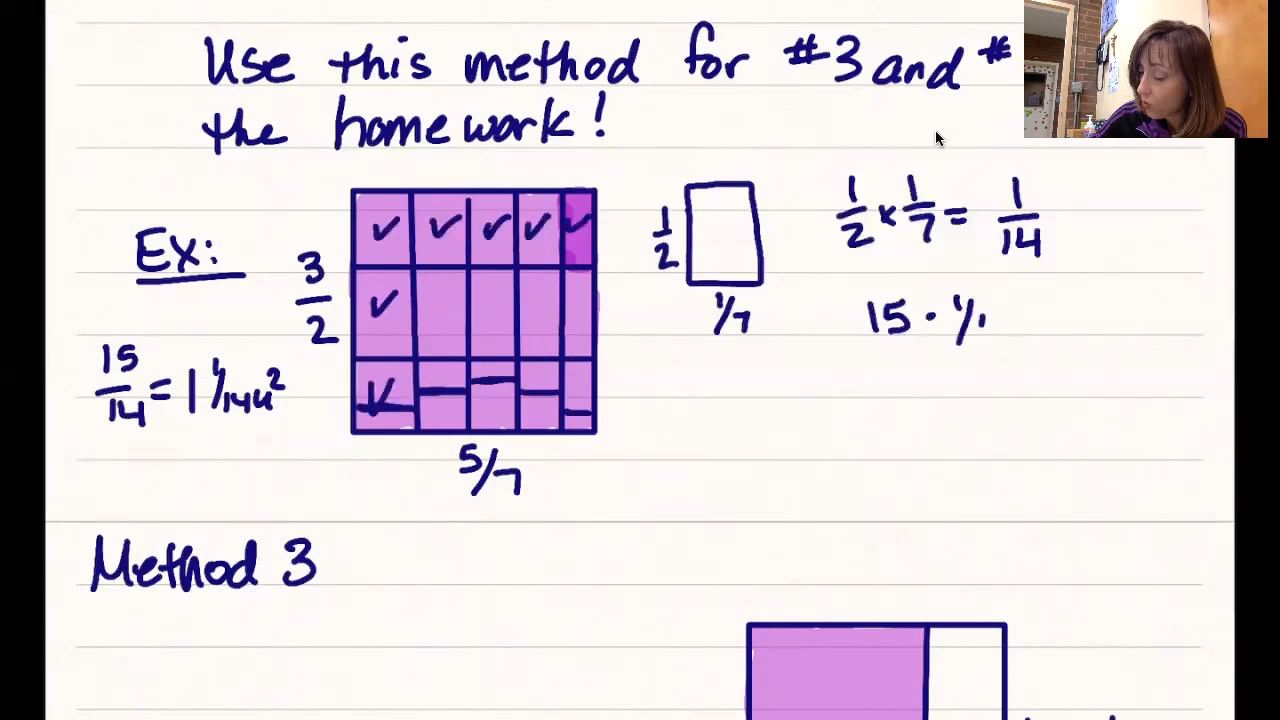 Use this method for #3 and #
the homework!
EX:
3/2
15/14 = 1 1/14 u²
5/7
1/2
1/7
1/2 x 1/7 = 1/14
15 · 1/1
Method 3